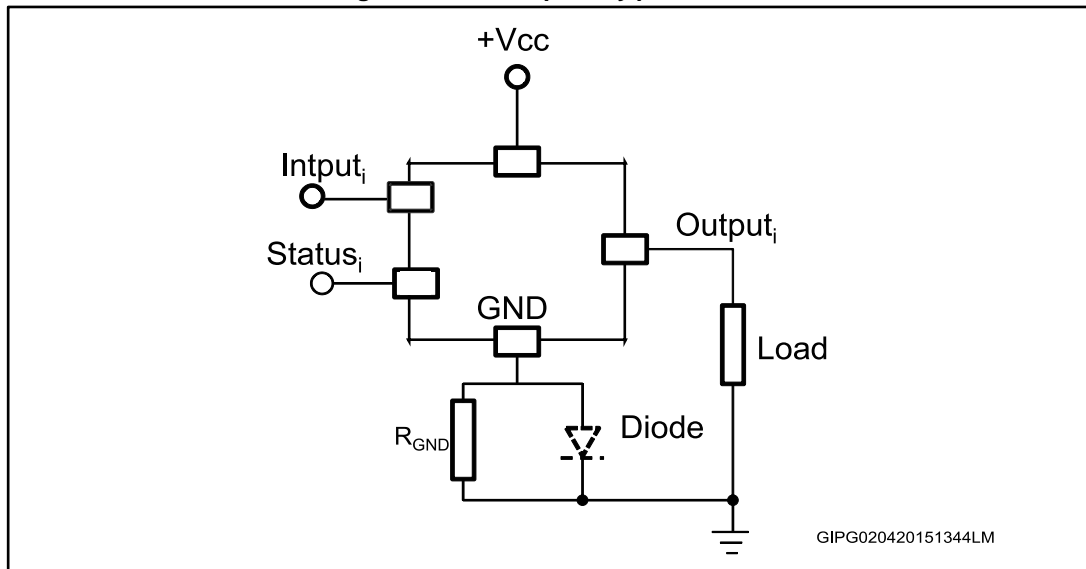 +Vcc
Intputi
Statusi
Outputi
GND
Load
RGND
Diode
GIPG020420151344LM